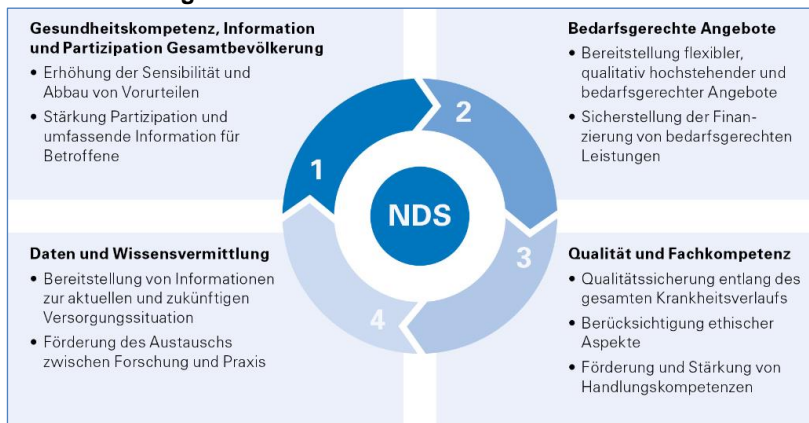 Gesundheitskompetenz, Information
und Partizipation Gesamtbevölkerung
• Erhöhung der Sensibilität und
Abbau von Vorurteilen
• Stärkung Partizipation und
umfassende Information für
Betroffene
Bedarfsgerechte Angebote
• Bereitstellung flexibler,
qualitativ hochstehender und
bedarfsgerechter Angebote
• Sicherstellung der Finan-
zierung von bedarfsgerechten
Leistungen
1
2
NDS
3
4
Daten und Wissensvermittlung
• Bereitstellung von Informationen
zur aktuellen und zukünftigen
Versorgungssituation
• Förderung des Austauschs
zwischen Forschung und Praxis
Qualität und Fachkompetenz
• Qualitätssicherung entlang des
gesamten Krankheitsverlaufs
• Berücksichtigung ethischer
Aspekte
• Förderung und Stärkung von
Handlungskompetenzen